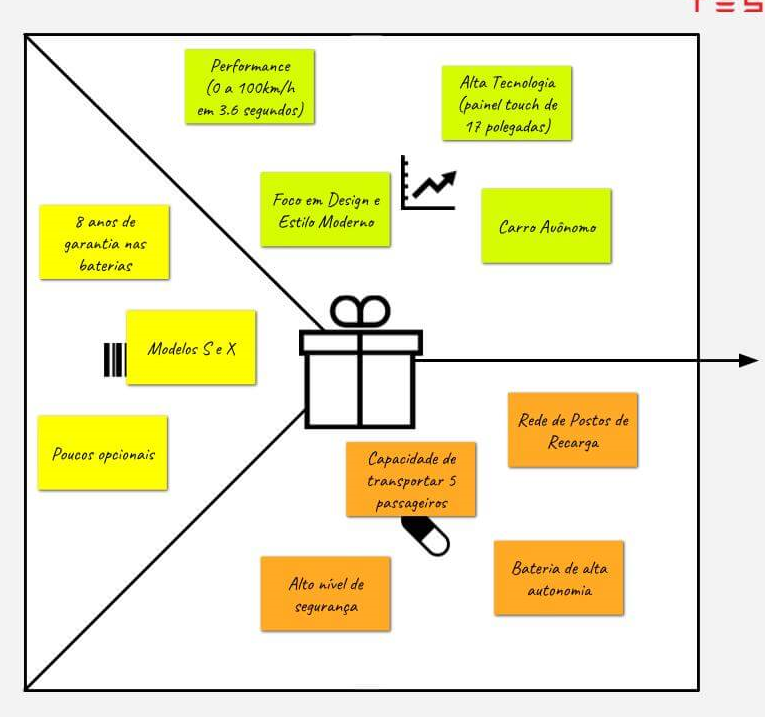 TES
Performance
(0 a 100km/h
em 3.6 segundos)
Alta Tecnologia
(painel touch de
17 polegadas)
Foco em Design e
Estilo Moderno
Carro Avônomo
8 anos de
garantia nas
baterias
Modelos S e X
Poucos opcionais
Rede de Postos de
Recarga
Capacidade de
transportar 5
passageiros
Bateria de alta
autonomia
Alto nível de
segurança